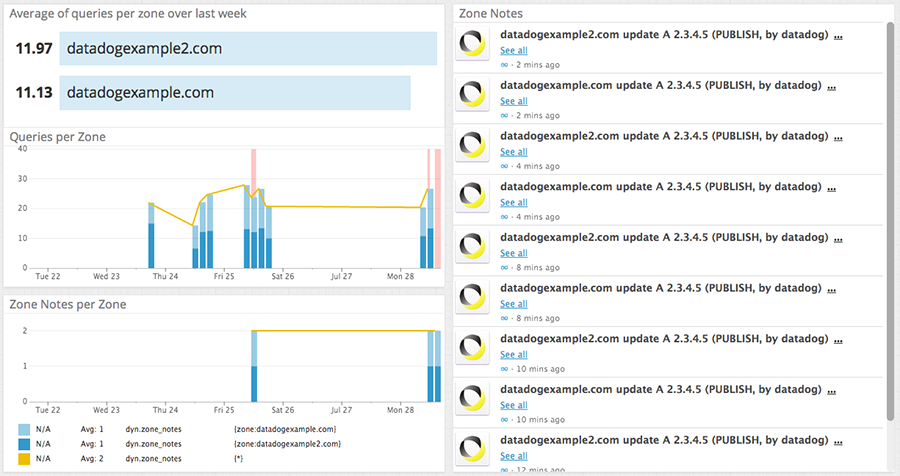 Average of queries per zone over last week
11.97 datadogexample2.com
11.13 datadogexample.com
Queries per Zone
40
30
20
10
0
Tue 22 Wed 23 Thu 24 Fri 25 Sat 26 Jul 27 Mon 28
Zone Notes per Zone
2
1
0
Tue 22 Wed 23 Thu 24 Fri 25 Sat 26 Jul 27 Mon 28
N/A Avg: 1 dyn.zone_notes {zone:datadogexample.com}
N/A Avg: 1 dyn.zone_notes {zone:datadogexample2.com}
N/A Avg: 2 dyn.zone_notes {*}
Zone Notes
datadogexample2.com update A 2.3.4.5 (PUBLISH, by datadog) ...
See all
∞ · 2 mins ago
datadogexample.com update A 2.3.4.5 (PUBLISH, by datadog) ...
See all
∞ · 2 mins ago
datadogexample2.com update A 2.3.4.5 (PUBLISH, by datadog) ...
See all
∞ · 4 mins ago
datadogexample.com update A 2.3.4.5 (PUBLISH, by datadog) ...
See all
∞ · 4 mins ago
datadogexample2.com update A 2.3.4.5 (PUBLISH, by datadog) ...
See all
∞ · 8 mins ago
datadogexample.com update A 2.3.4.5 (PUBLISH, by datadog) ...
See all
∞ · 8 mins ago
datadogexample2.com update A 2.3.4.5 (PUBLISH, by datadog) ...
See all
∞ · 10 mins ago
datadogexample.com update A 2.3.4.5 (PUBLISH, by datadog) ...
See all
∞ · 10 mins ago
datadogexample2.com update A 2.3.4.5 (PUBLISH, by datadog) ...
See all
∞ · 12 mins ago